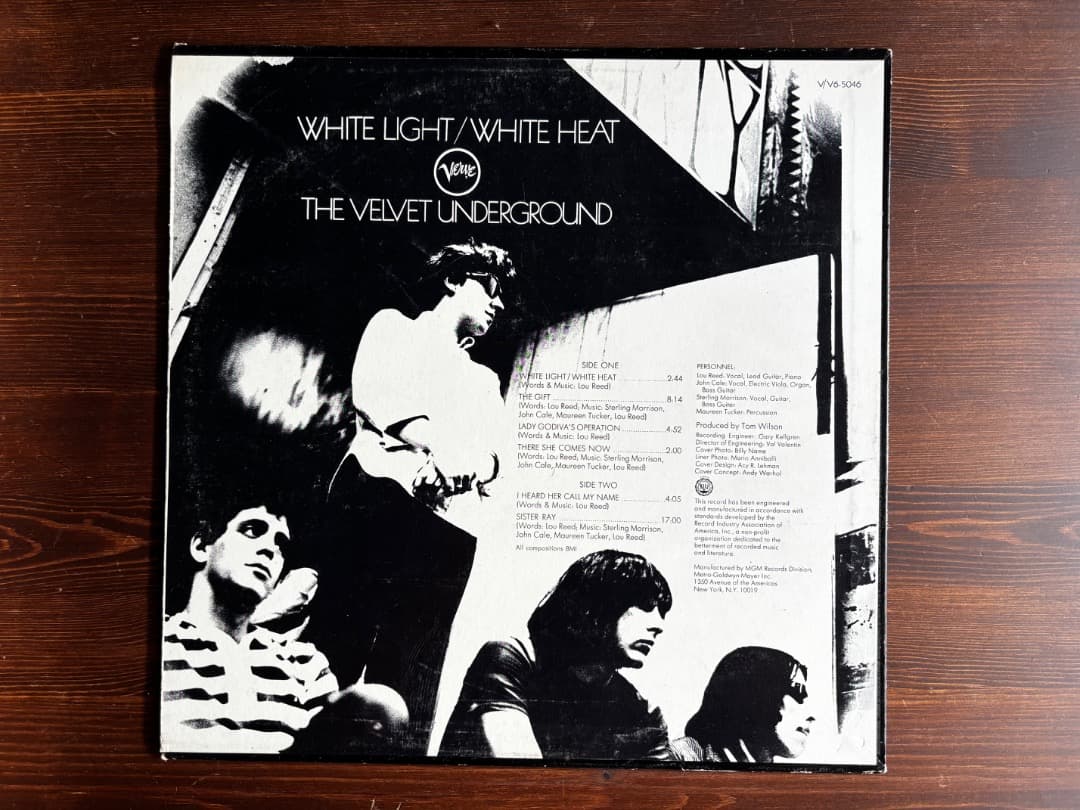 V/V6-5046
WHITE LIGHT/WHITE HEAT
VERVE
THE VELVET UNDERGROUND
SIDE ONE
WHITE LIGHT/WHITE HEAT ................2:44
(Words & Music: Lou Reed)
THE GIFT ................8:14
(Words: Lou Reed, Music: Sterling Morrison,
John Cale, Maureen Tucker, Lou Reed)
LADY GODIVA'S OPERATION ................4:52
(Words & Music: Lou Reed)
THERE SHE COMES NOW ................2:00
(Words: Lou Reed, Music: Sterling Morrison,
John Cale, Maureen Tucker, Lou Reed)
SIDE TWO
I HEARD HER CALL MY NAME ................4:05
(Words & Music: Lou Reed)
SISTER RAY ................17:00
(Words: Lou Reed; Music: Sterling Morrison,
John Cale, Maureen Tucker, Lou Reed)
All compositions BMI
PERSONNEL:
Lou Reed: Vocal, Lead Guitar, Piano
John Cale: Vocal, Electric Viola, Organ,
Bass Guitar
Sterling Morrison: Vocal, Guitar,
Bass Guitar
Maureen Tucker: Percussion
Produced by Tom Wilson
Recording Engineer: Gary Kellgren
Director of Engineering: Val Valentin
Cover Photo: Billy Name
Liner Photo: Mario Anniballi
Cover Design: Acy R. Lehman
Cover Concept: Andy Warhol
This record has been engineered
and manufactured in accordance with
standards developed by the
Record Industry Association of
America, Inc., a non-profit
organization dedicated to the
betterment of recorded music
and literature.
Manufactured by MGM Records Division,
Metro-Goldwyn-Mayer Inc.
1350 Avenue of the Americas
New York, N.Y. 10019